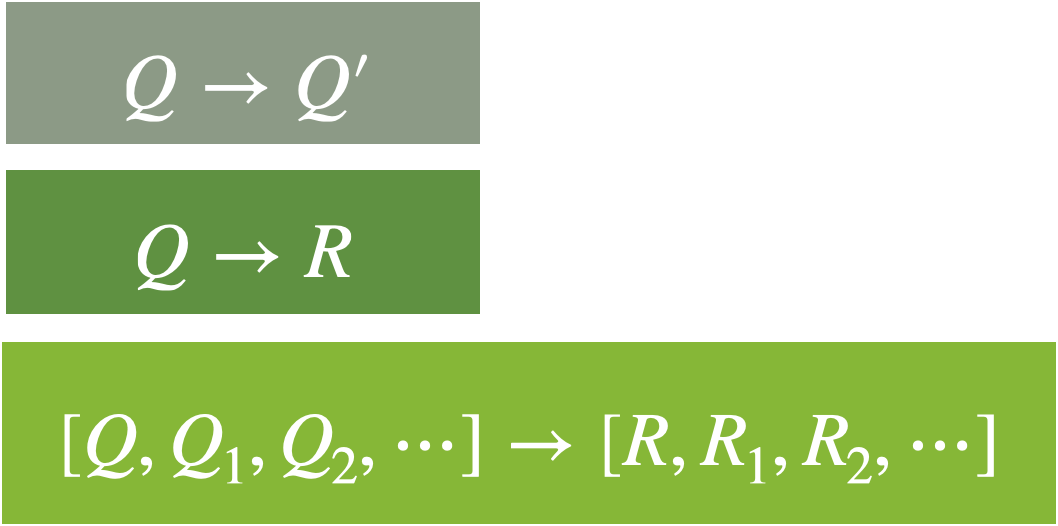 Q → Q′
Q → R
[Q, Q₁, Q₂, ⋯] → [R, R₁, R₂, ⋯]